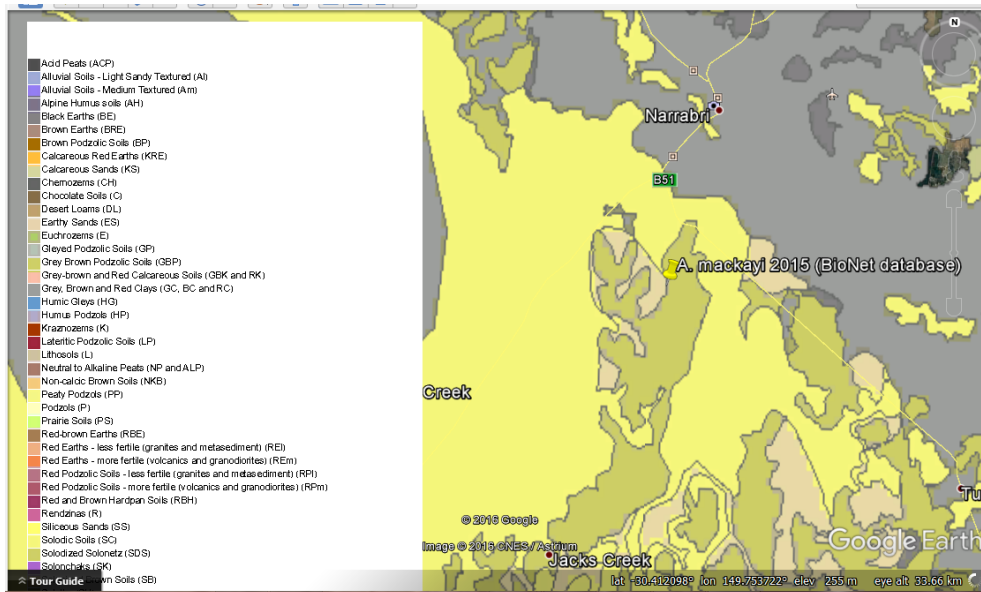 Acid Peats (ACP)
Alluvial Soils - Light Sandy Textured (Al)
Alluvial Soils - Medium Textured (Am)
Alpine Humus soils (AH)
Black Earths (BE)
Brown Earths (BRE)
Brown Podzolic Soils (BP)
Calcareous Red Earths (KRE)
Calcareous Sands (KS)
Chernozems (CH)
Chocolate Soils (C)
Desert Loams (DL)
Earthy Sands (ES)
Euchrozems (E)
Gleyed Podzolic Soils (GP)
Grey Brown Podzolic Soils (GBP)
Grey-brown and Red Calcareous Soils (GBK and RK)
Grey, Brown and Red Clays (GC, BC and RC)
Humic Gleys (HG)
Humus Podzols (HP)
Kraznozems (K)
Lateritic Podzolic Soils (LP)
Lithosols (L)
Neutral to Alkaline Peats (NP and ALP)
Non-calcic Brown Soils (NKB)
Peaty Podzols (PP)
Podzols (P)
Prairie Soils (PS)
Red-brown Earths (RBE)
Red Earths - less fertile (granites and metasediment) (REl)
Red Earths - more fertile (volcanics and granodiorites) (REm)
Red Podzolic Soils - less fertile (granites and metasediment) (RPl)
Red Podzolic Soils - more fertile (volcanics and granodiorites) (RPm)
Red and Brown Hardpan Soils (RBH)
Rendzinas (R)
Siliceous Sands (SS)
Solodic Soils (SC)
Solodized Solonetz (SDS)
Solonchaks (SK)
wn Soils (SB)
Tour Guide
N
Narrabri
B51
A. mackayi 2015 (BioNet database)
Creek
Tu
© 2016 Google
Image © 2016 CNES / Astrium
Jacks Creek
Google Earth
lat -30.412098° lon 149.753722° elev 255 m eye alt 33.66 km